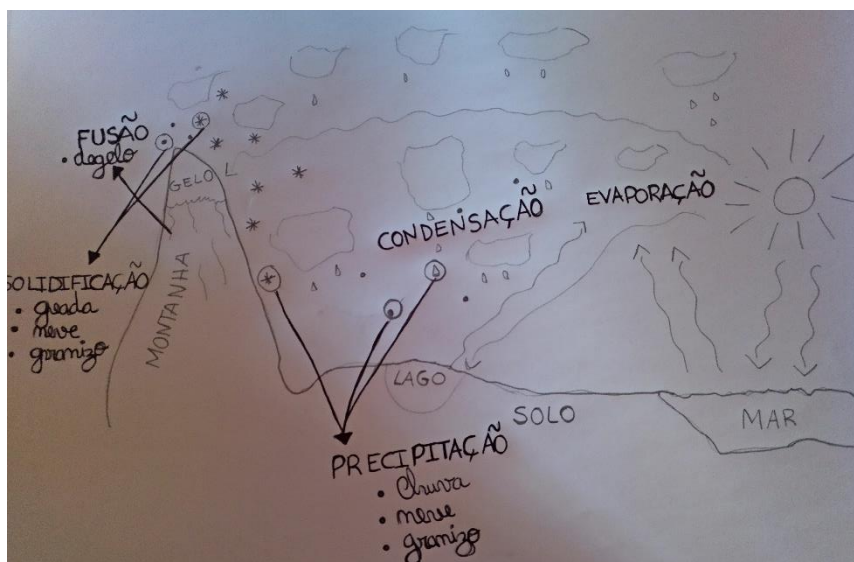 FUSÃO
• degelo
GELO
SOLIDIFICAÇÃO
• geada
• neve
• granizo
MONTANHA
CONDENSAÇÃO
EVAPORAÇÃO
LAGO
SOLO
MAR
PRECIPITAÇÃO
• Chuva
• neve
• granizo